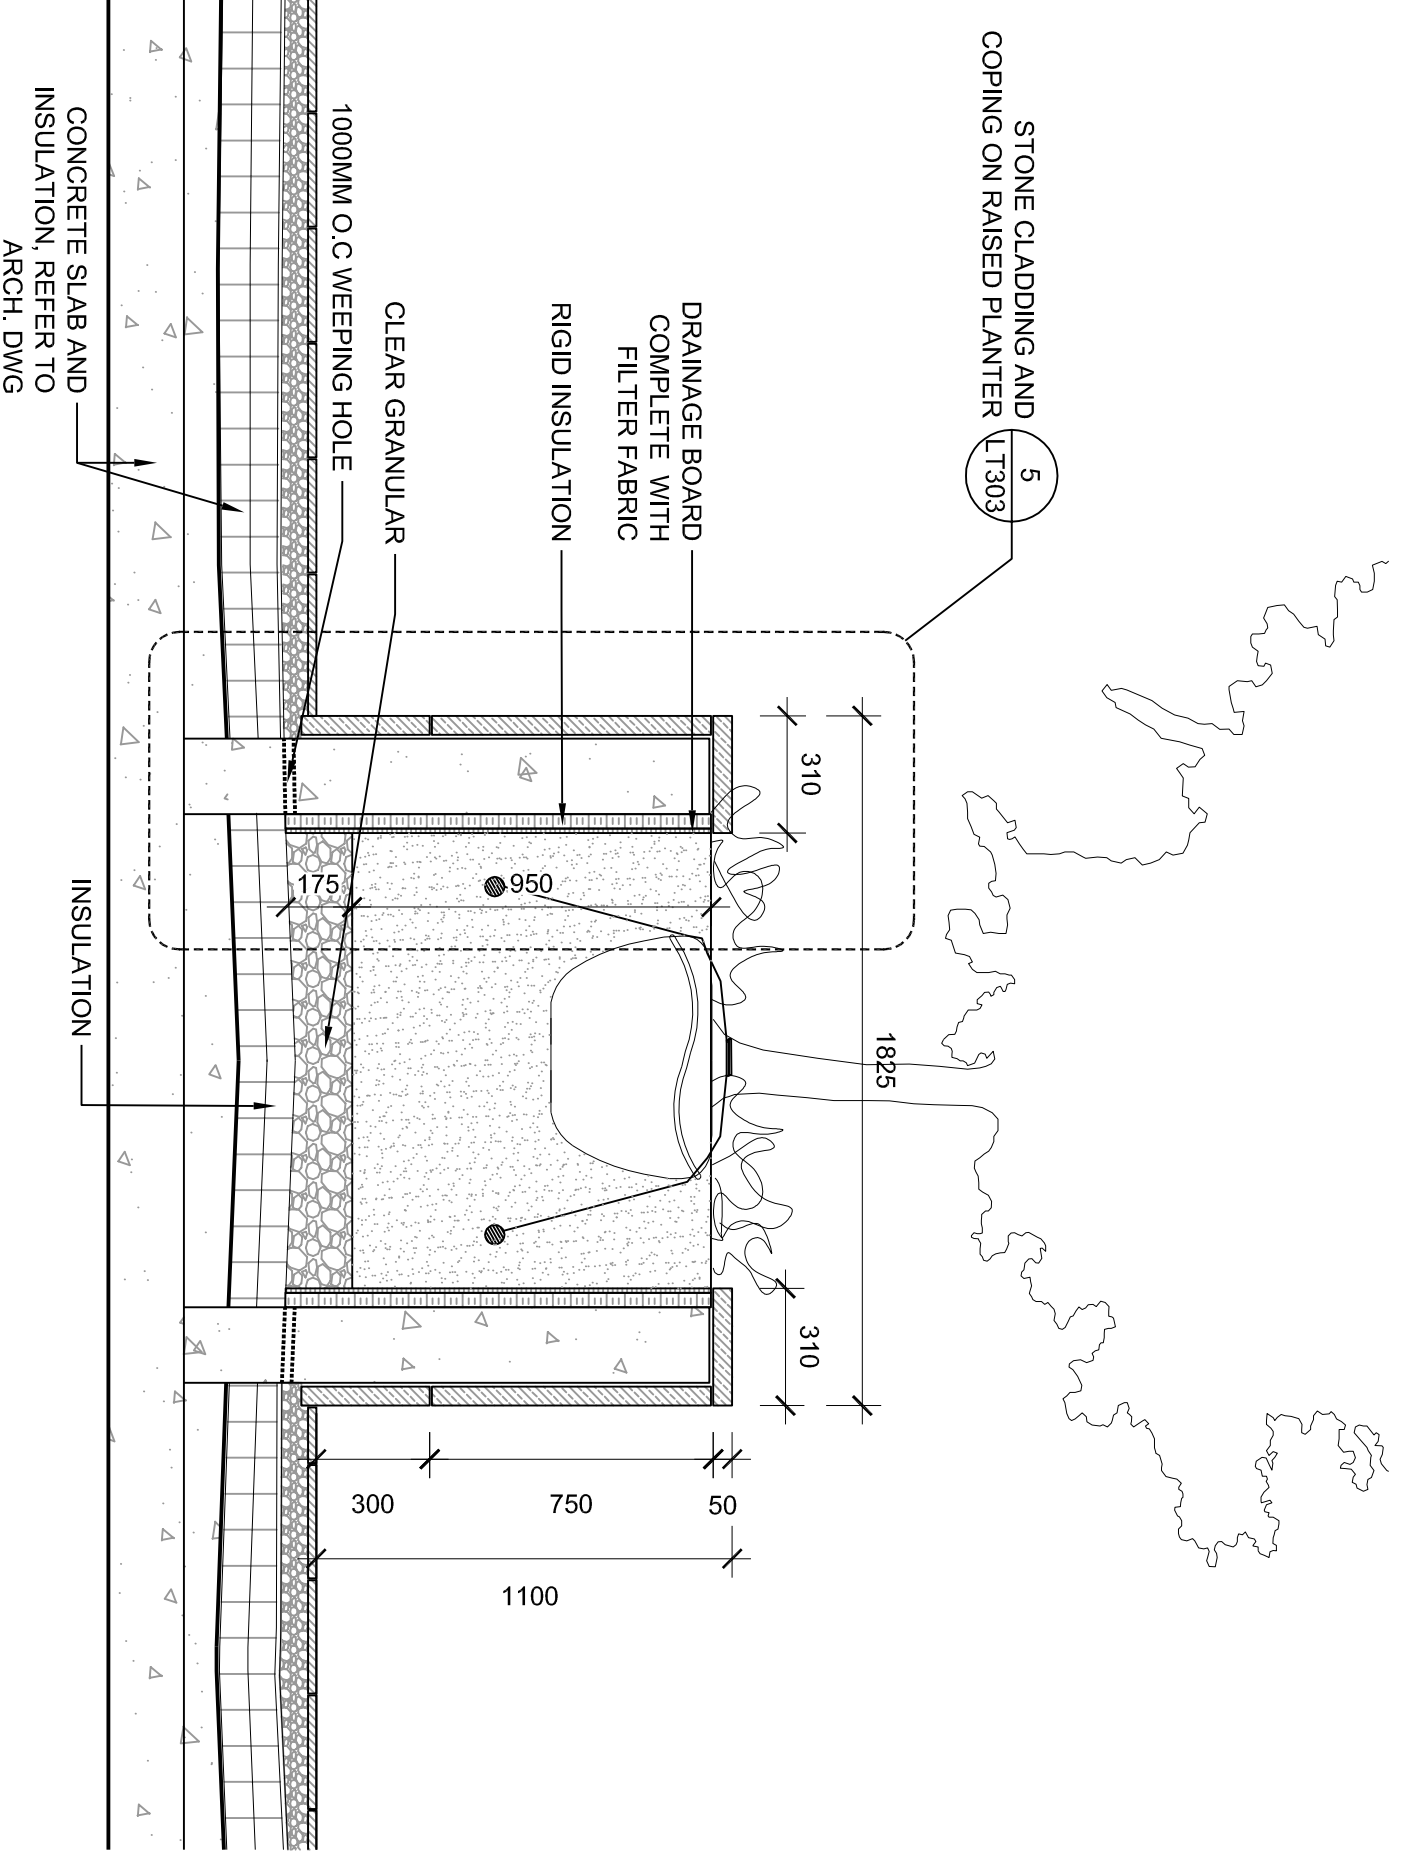 STONE CLADDING AND
COPING ON RAISED PLANTER
5
LT303
DRAINAGE BOARD
COMPLETE WITH
FILTER FABRIC
RIGID INSULATION
CLEAR GRANULAR
1000MM O.C WEEPING HOLE
CONCRETE SLAB AND
INSULATION, REFER TO
ARCH. DWG
INSULATION
1825
310
310
175
950
300
750
50
1100